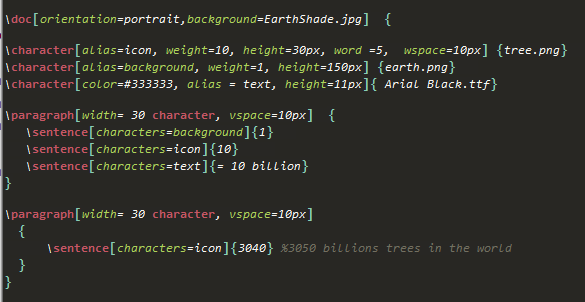 \doc[orientation=portrait,background=EarthShade.jpg]  {
\character[alias=icon, weight=10, height=30px, word =5,  wspace=10px] {tree.png}
\character[alias=background, weight=1, height=150px] {earth.png}
\character[color=#333333, alias = text, height=11px]{ Arial Black.ttf}
\paragraph[width= 30 character, vspace=10px]  {
\sentence[characters=background]{1}
\sentence[characters=icon]{10}
\sentence[characters=text]{= 10 billion}
}
\paragraph[width= 30 character, vspace=10px]
{
\sentence[characters=icon]{3040} %3050 billions trees in the world
}
}